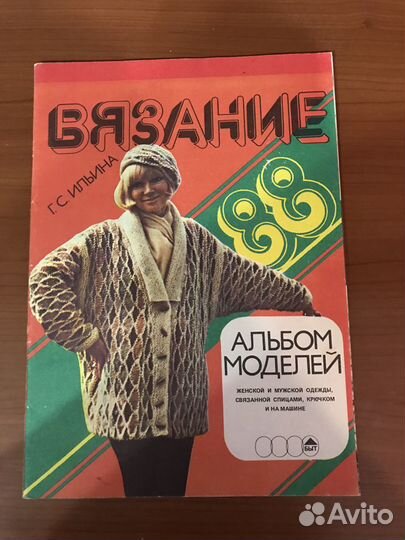 ВЯЗАНИЕ
Г.С. ИЛЬИНА
88
АЛЬБОМ
МОДЕЛЕЙ
ЖЕНСКОЙ И МУЖСКОЙ ОДЕЖДЫ,
СВЯЗАННОЙ СПИЦАМИ, КРЮЧКОМ
И НА МАШИНЕ
БЫТ
Avito